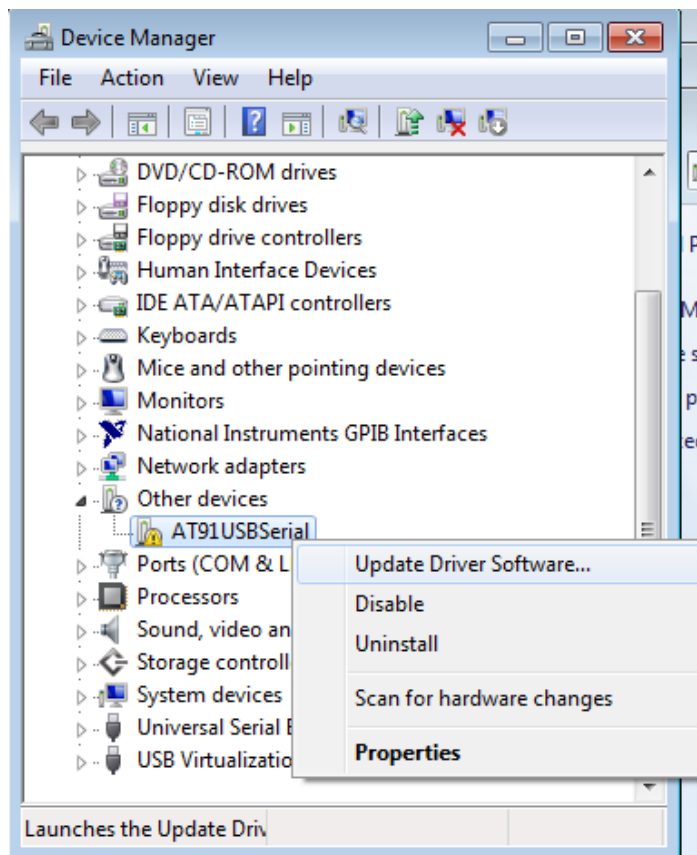 Device Manager
File Action View Help
DVD/CD-ROM drives
Floppy disk drives
Floppy drive controllers
Human Interface Devices
IDE ATA/ATAPI controllers
Keyboards
Mice and other pointing devices
Monitors
National Instruments GPIB Interfaces
Network adapters
Other devices
AT91USBSerial
Ports (COM & L
Processors
Sound, video an
Storage controll
System devices
Universal Serial
USB Virtualizatio
Update Driver Software...
Disable
Uninstall
Scan for hardware changes
Properties
Launches the Update Driv